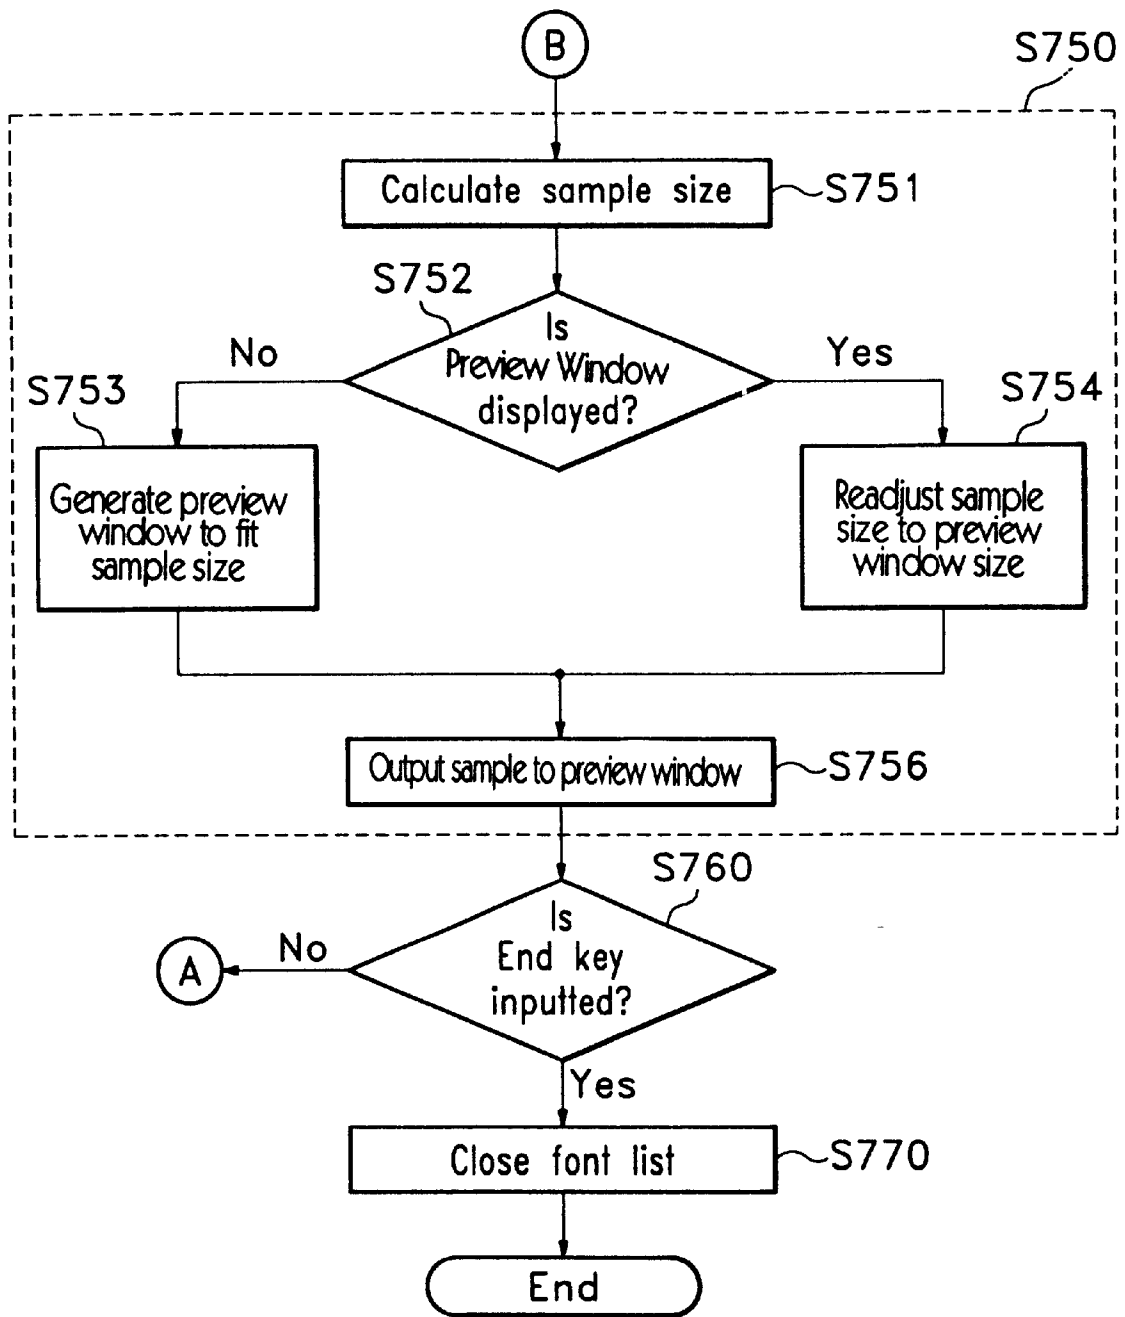 B
S750
Calculate sample size
S751
S752
Is
Preview Window
displayed?
No
Yes
S753
S754
Generate preview
window to fit
sample size
Readjust sample
size to preview
window size
Output sample to preview window
S756
S760
Is
End key
inputted?
No
A
Yes
Close font list
S770
End